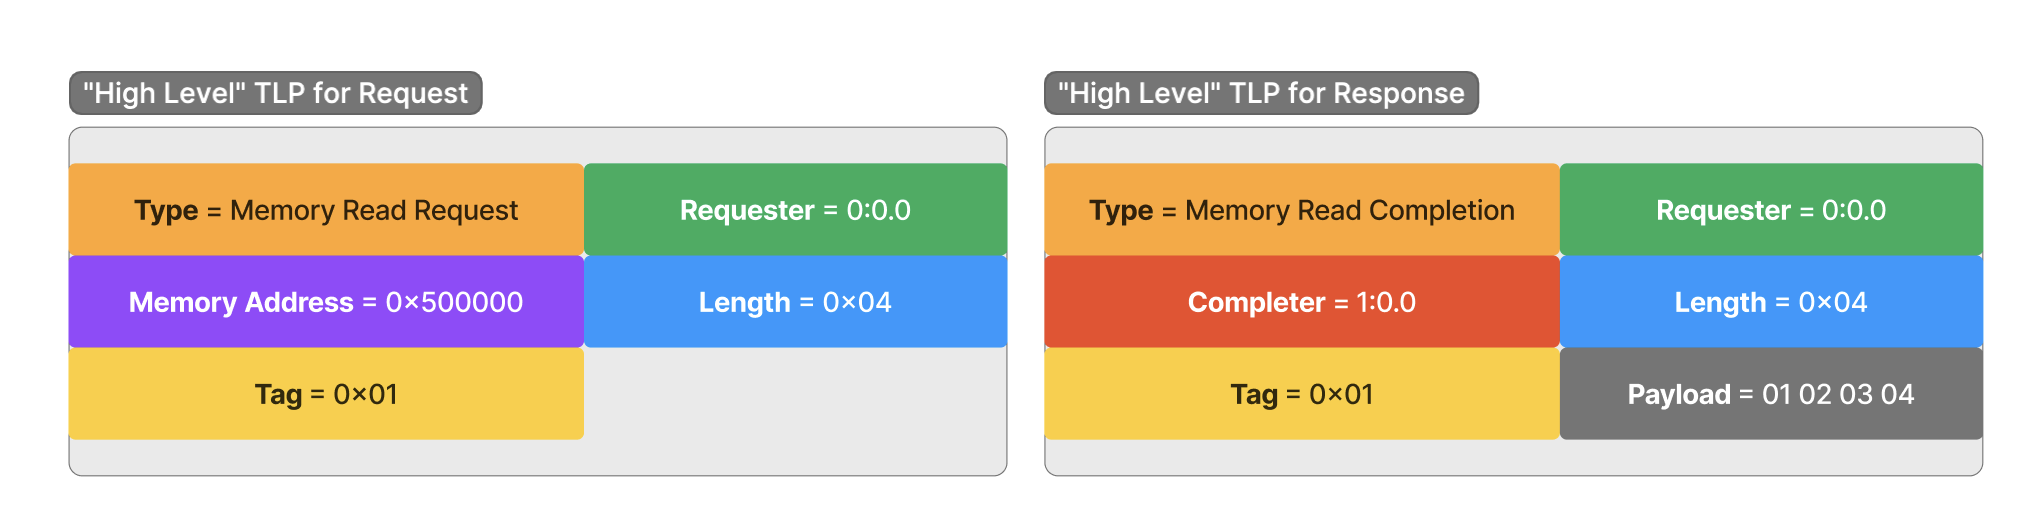 "High Level" TLP for Request
Type = Memory Read Request
Requester = 0:0.0
Memory Address = 0×500000
Length = 0×04
Tag = 0×01
"High Level" TLP for Response
Type = Memory Read Completion
Requester = 0:0.0
Completer = 1:0.0
Length = 0×04
Tag = 0×01
Payload = 01 02 03 04